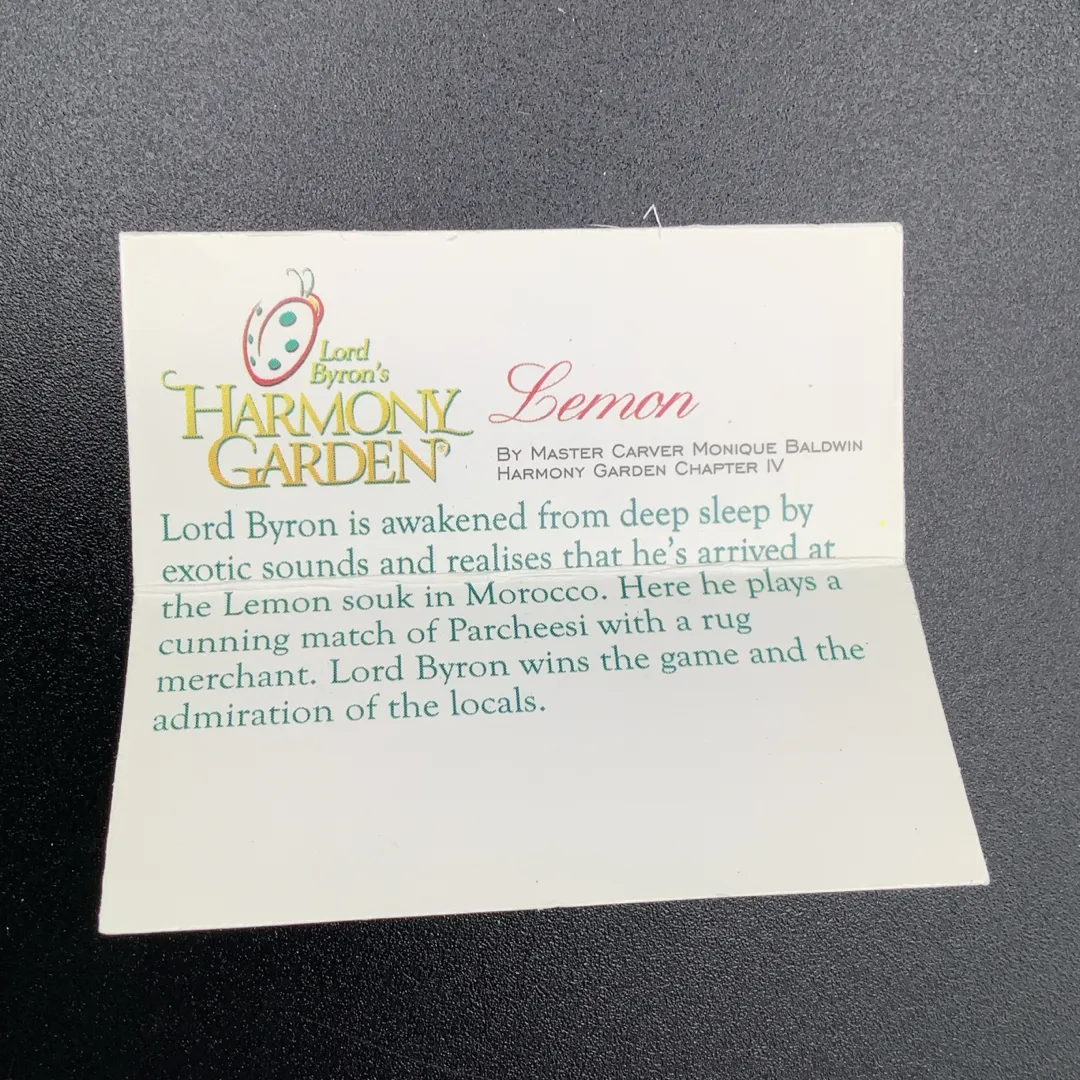 Lord
Byron's
HARMONY
GARDEN®
Lemon
BY MASTER CARVER MONIQUE BALDWIN
HARMONY GARDEN CHAPTER IV
Lord Byron is awakened from deep sleep by
exotic sounds and realises that he's arrived at
the Lemon souk in Morocco. Here he plays a
cunning match of Parcheesi with a rug
merchant. Lord Byron wins the game and the
admiration of the locals.